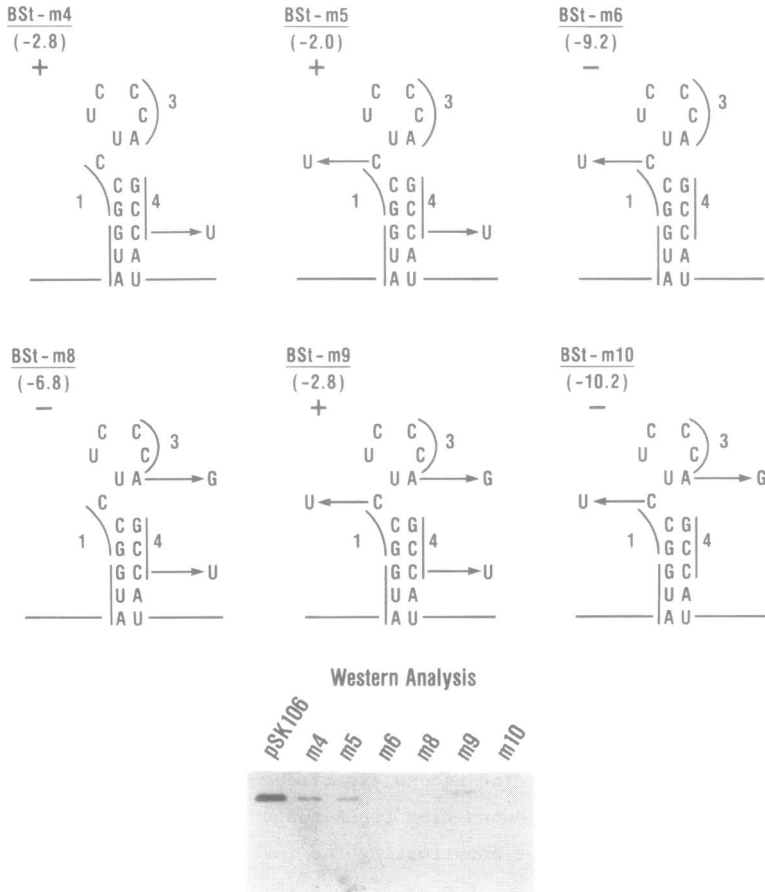 BSt-m4
(-2.8)
+
C C
U C 3
U A
C
C G
1 G C 4
G C → U
U A
A U
BSt-m5
(-2.0)
+
C C
U C 3
U A
U ← C
C G
1 G C 4
G C → U
U A
A U
BSt-m6
(-9.2)
−
C C
U C 3
U A
U ← C
C G
1 G C 4
G C
U A
A U
BSt-m8
(-6.8)
−
C C
U C 3
U A → G
C
C G
1 G C 4
G C → U
U A
A U
BSt-m9
(-2.8)
+
C C
U C 3
U A → G
U ← C
C G
1 G C 4
G C → U
U A
A U
BSt-m10
(-10.2)
−
C C
U C 3
U A → G
U ← C
C G
1 G C 4
G C
U A
A U
Western Analysis
pSK106 m4 m5 m6 m8 m9 m10